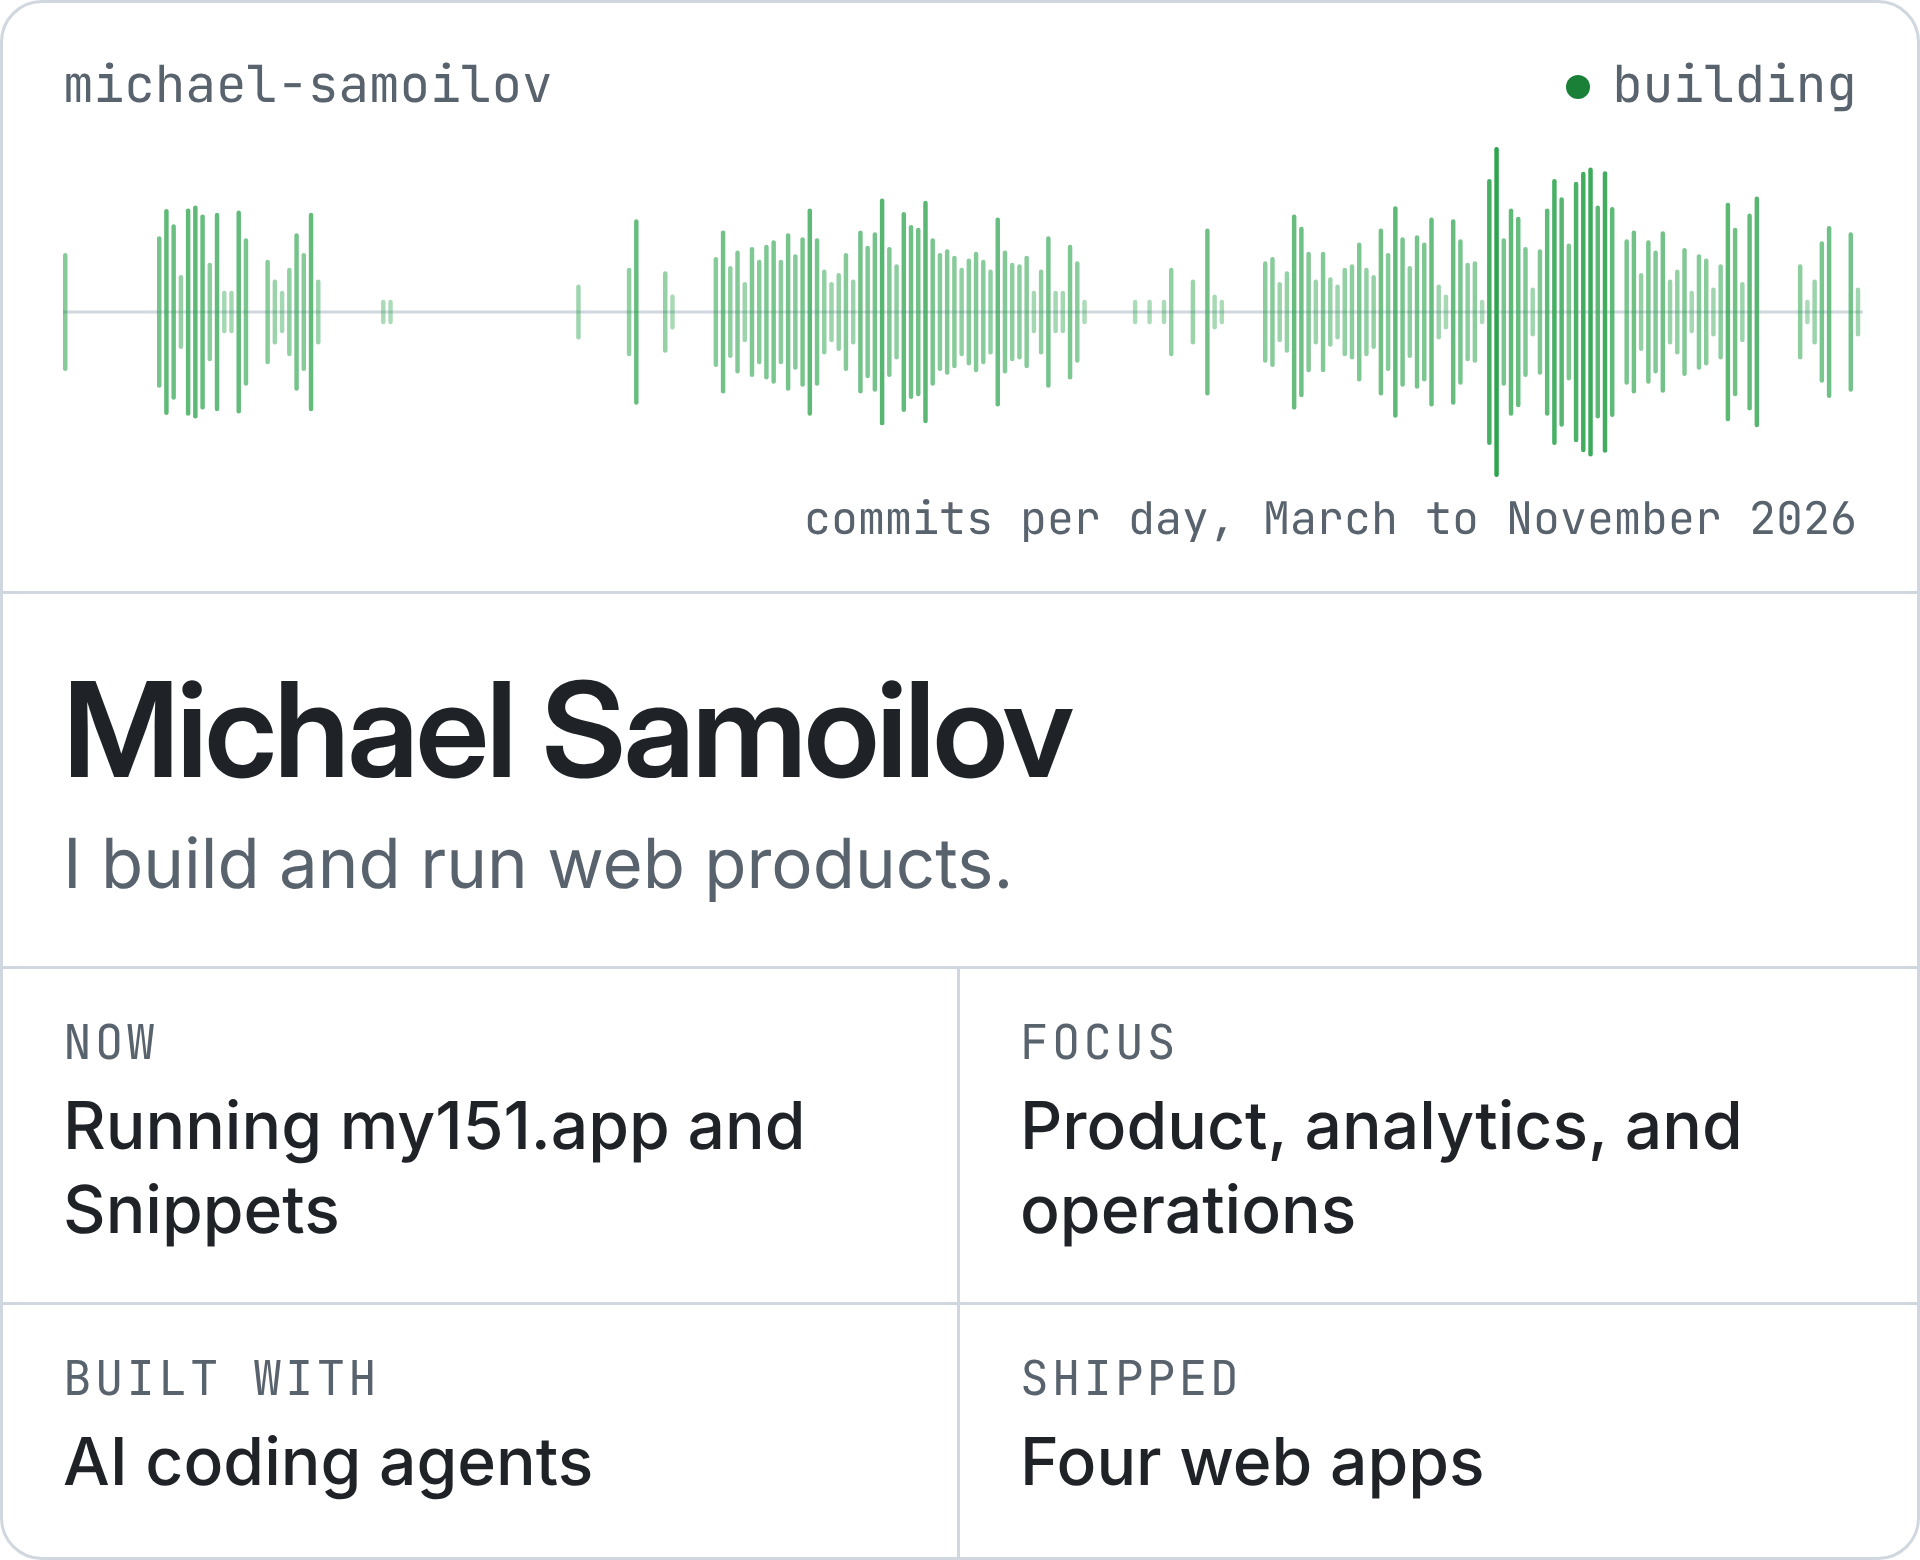 michael-samoilov
building
commits per day, March to November 2026
Michael Samoilov
I build and run web products.
NOW
Running my151.app and
Snippets
FOCUS
Product, analytics, and
operations
BUILT WITH
AI coding agents
SHIPPED
Four web apps